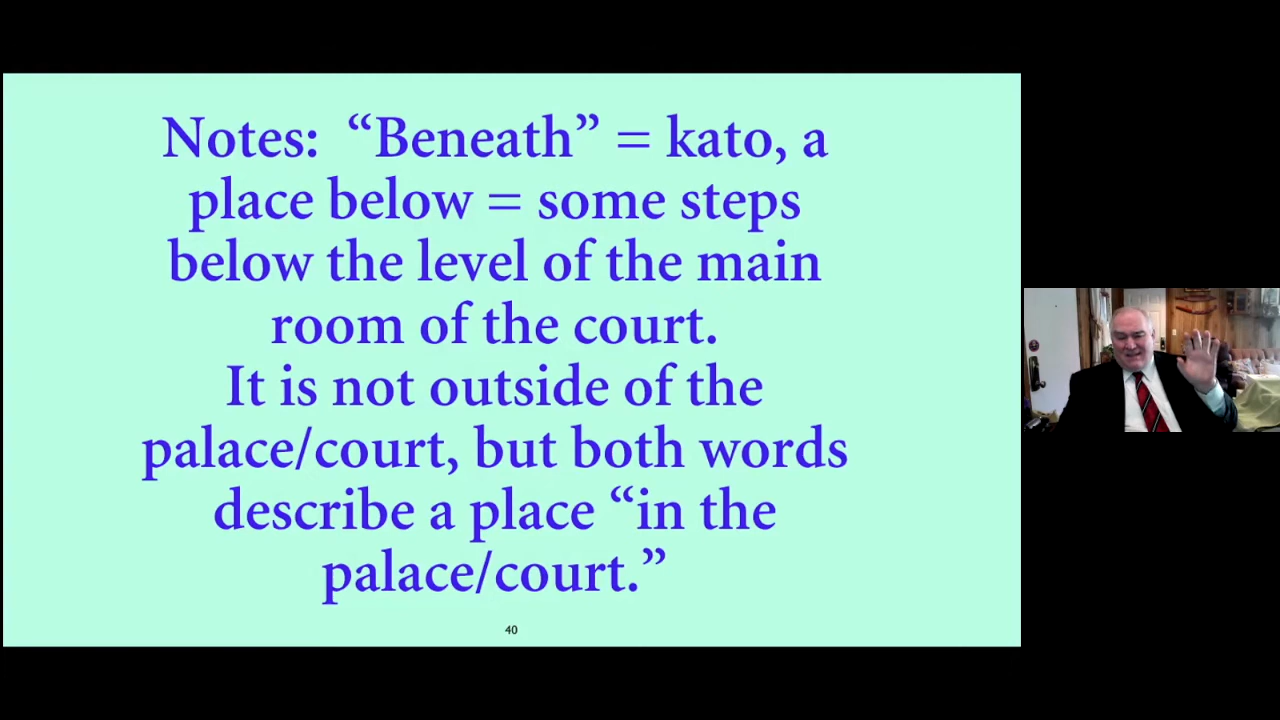 Notes:  “Beneath” = kato, a
place below = some steps
below the level of the main
room of the court.
It is not outside of the
palace/court, but both words
describe a place “in the
palace/court.”
40